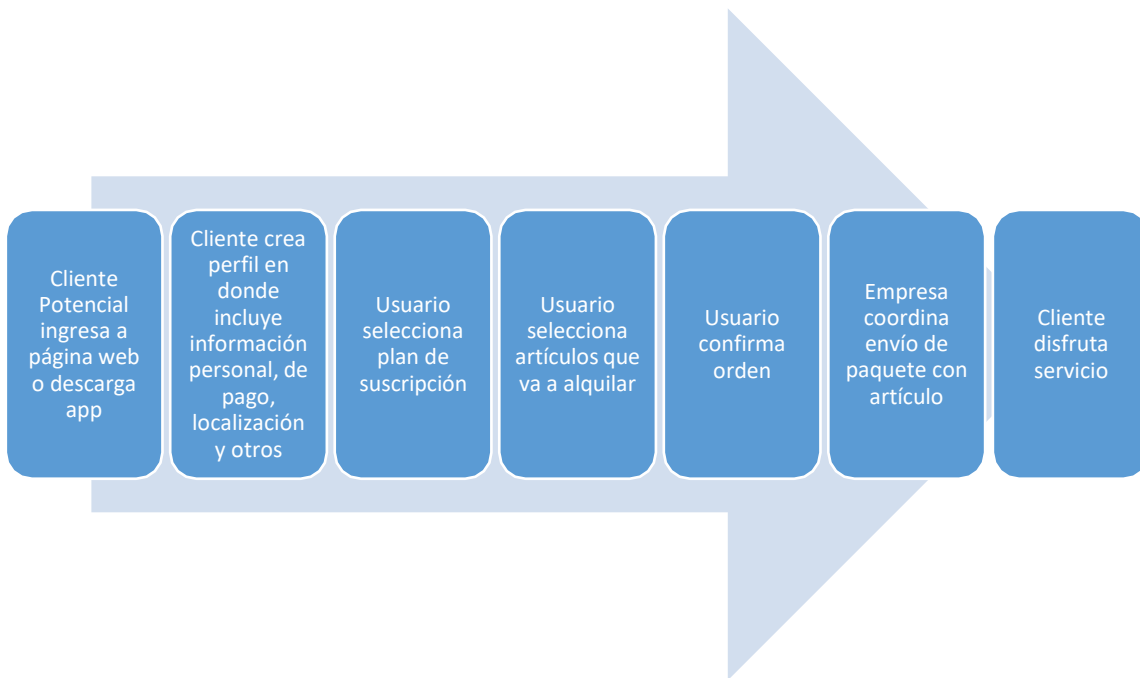 Cliente
Potencial
ingresa a
página web
o descarga
app
Cliente crea
perfil en
donde
incluye
información
personal, de
pago,
localización
y otros
Usuario
selecciona
plan de
suscripción
Usuario
selecciona
artículos que
va a alquilar
Usuario
confirma
orden
Empresa
coordina
envío de
paquete con
artículo
Cliente
disfruta
servicio